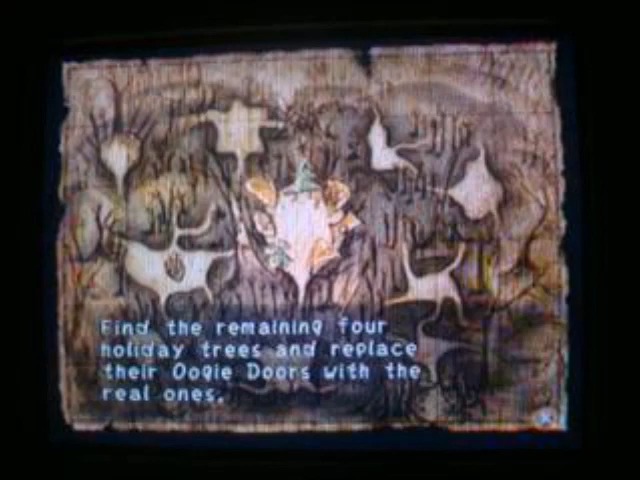 Find the remaining four
holiday trees and replace
their Oogie Doors with the
real ones.